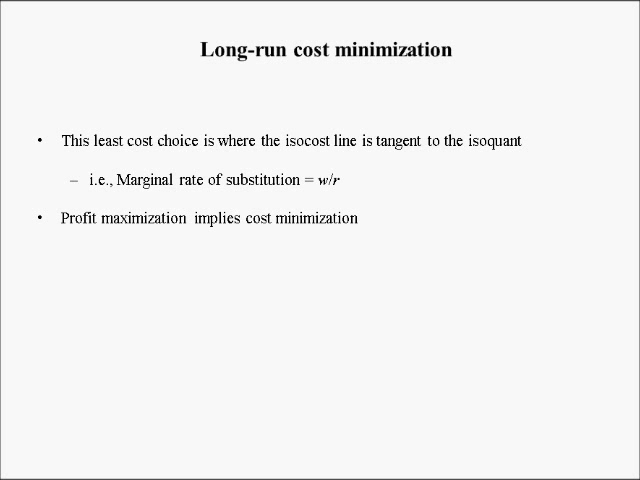 Long-run cost minimization
• This least cost choice is where the isocost line is tangent to the isoquant
– i.e., Marginal rate of substitution = w/r
• Profit maximization implies cost minimization